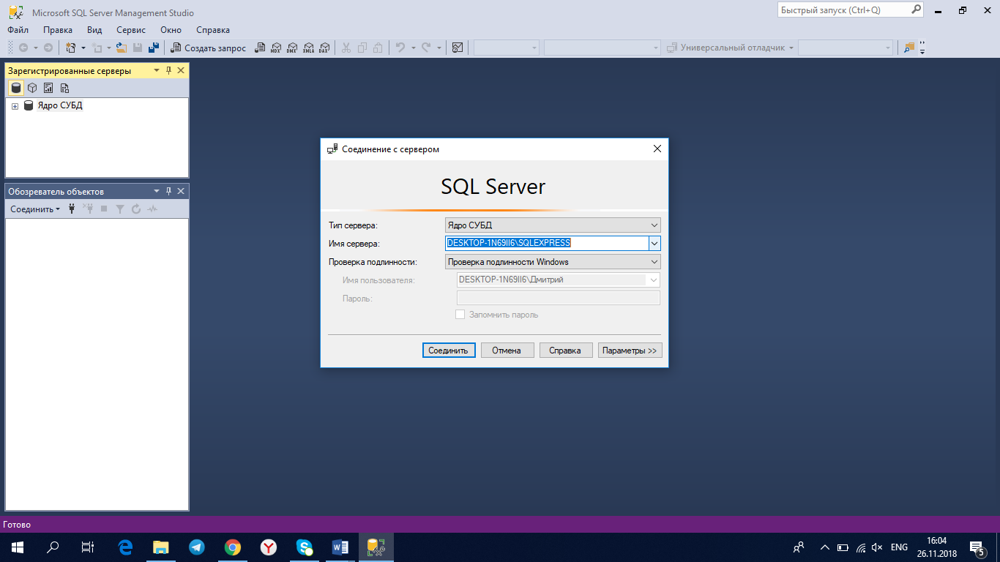 Microsoft SQL Server Management Studio
Быстрый запуск (Ctrl+Q)
Файл Правка Вид Сервис Окно Справка
Создать запрос MDX DMX XMLA DAX Универсальный отладчик
Зарегистрированные серверы
Ядро СУБД
Обозреватель объектов
Соединить
Соединение с сервером
SQL Server
Тип сервера: Ядро СУБД
Имя сервера: DESKTOP-1N69II6\SQLEXPRESS
Проверка подлинности: Проверка подлинности Windows
Имя пользователя: DESKTOP-1N69II6\Дмитрий
Пароль:
Запомнить пароль
Соединить Отмена Справка Параметры >>
Готово
ENG
16:04
26.11.2018
5